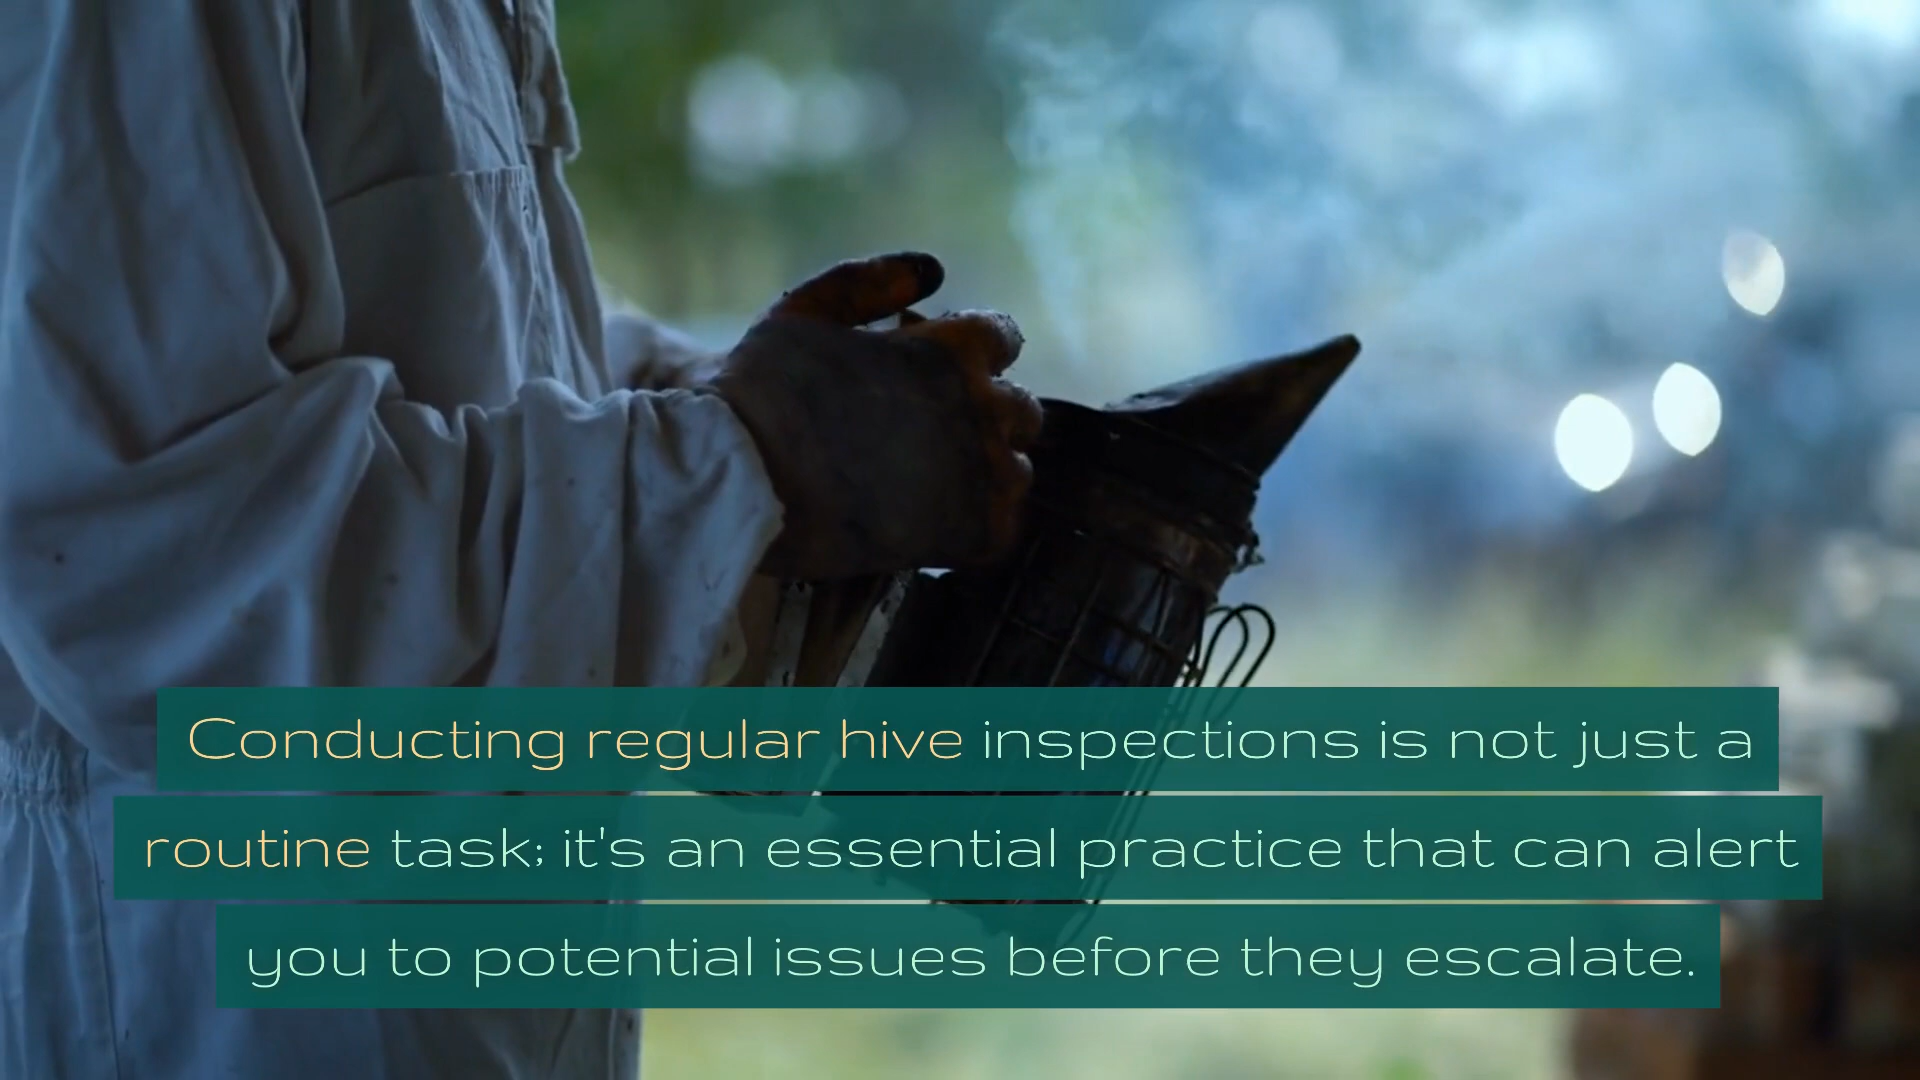 Conducting regular hive inspections is not just a
routine task; it's an essential practice that can alert
you to potential issues before they escalate.